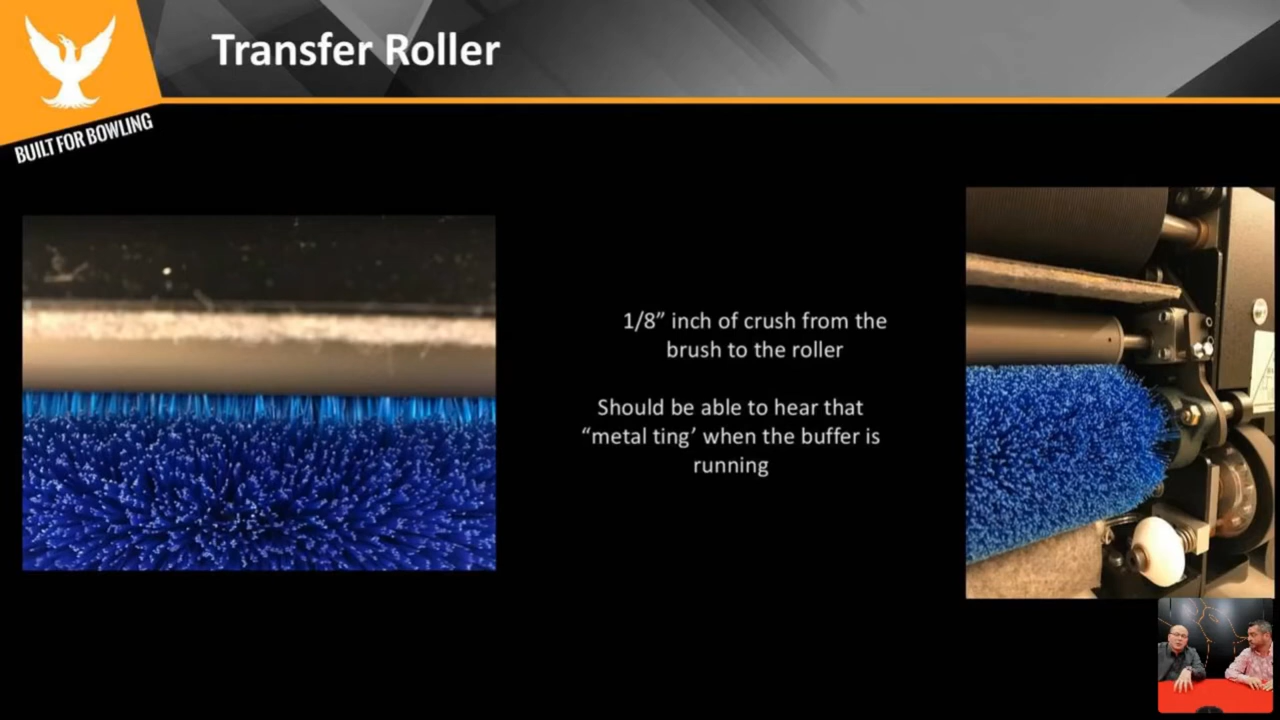 Transfer Roller
BUILT FOR BOWLING
1/8” inch of crush from the
brush to the roller
Should be able to hear that
“metal ting’ when the buffer is
running